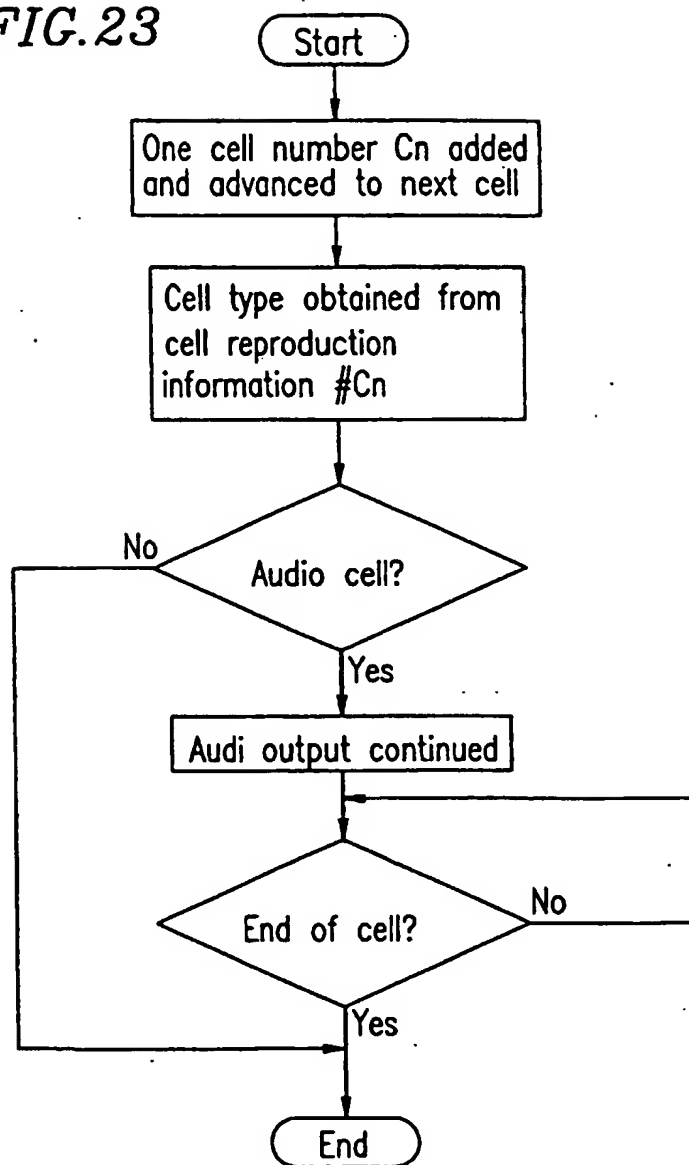 FIG.23
Start
One cell number Cn added
and advanced to next cell
Cell type obtained from
cell reproduction
information #Cn
No
Audio cell?
Yes
Audi output continued
End of cell?
No
Yes
End